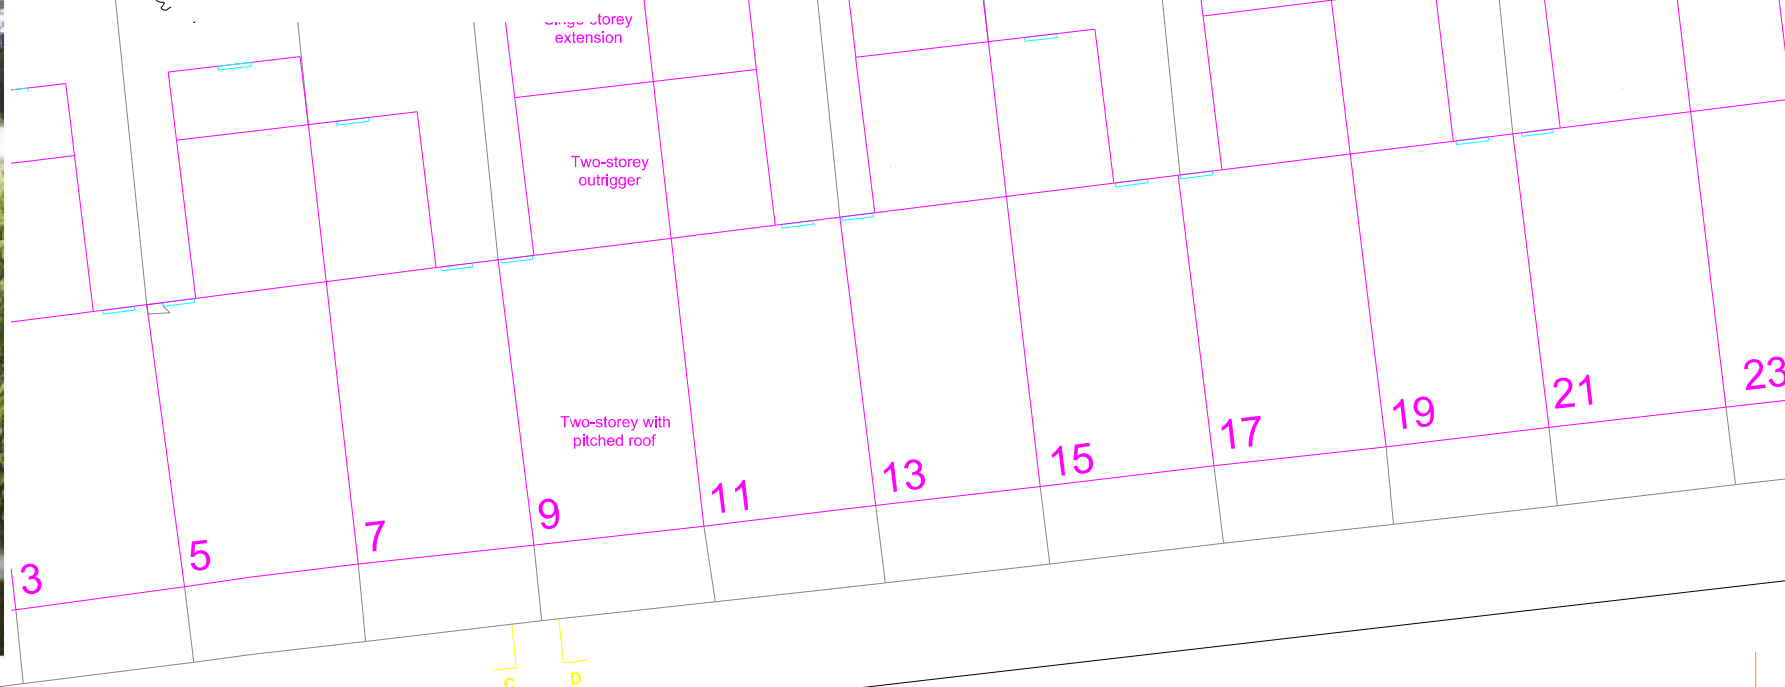 storey
extension
Two-storey
outrigger
Two-storey with
pitched roof
3
5
7
9
11
13
15
17
19
21
23
C
D